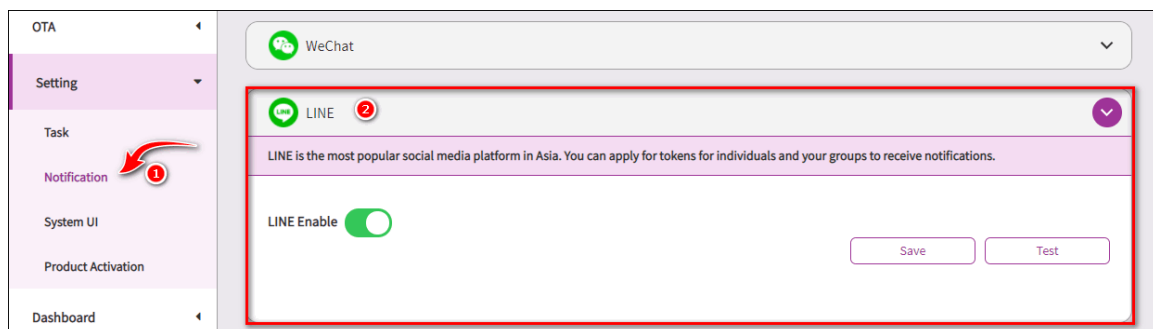 OTA
Setting
Task
Notification
1
System UI
Product Activation
Dashboard
WeChat
LINE
LINE
2
LINE is the most popular social media platform in Asia. You can apply for tokens for individuals and your groups to receive notifications.
LINE Enable
Save
Test